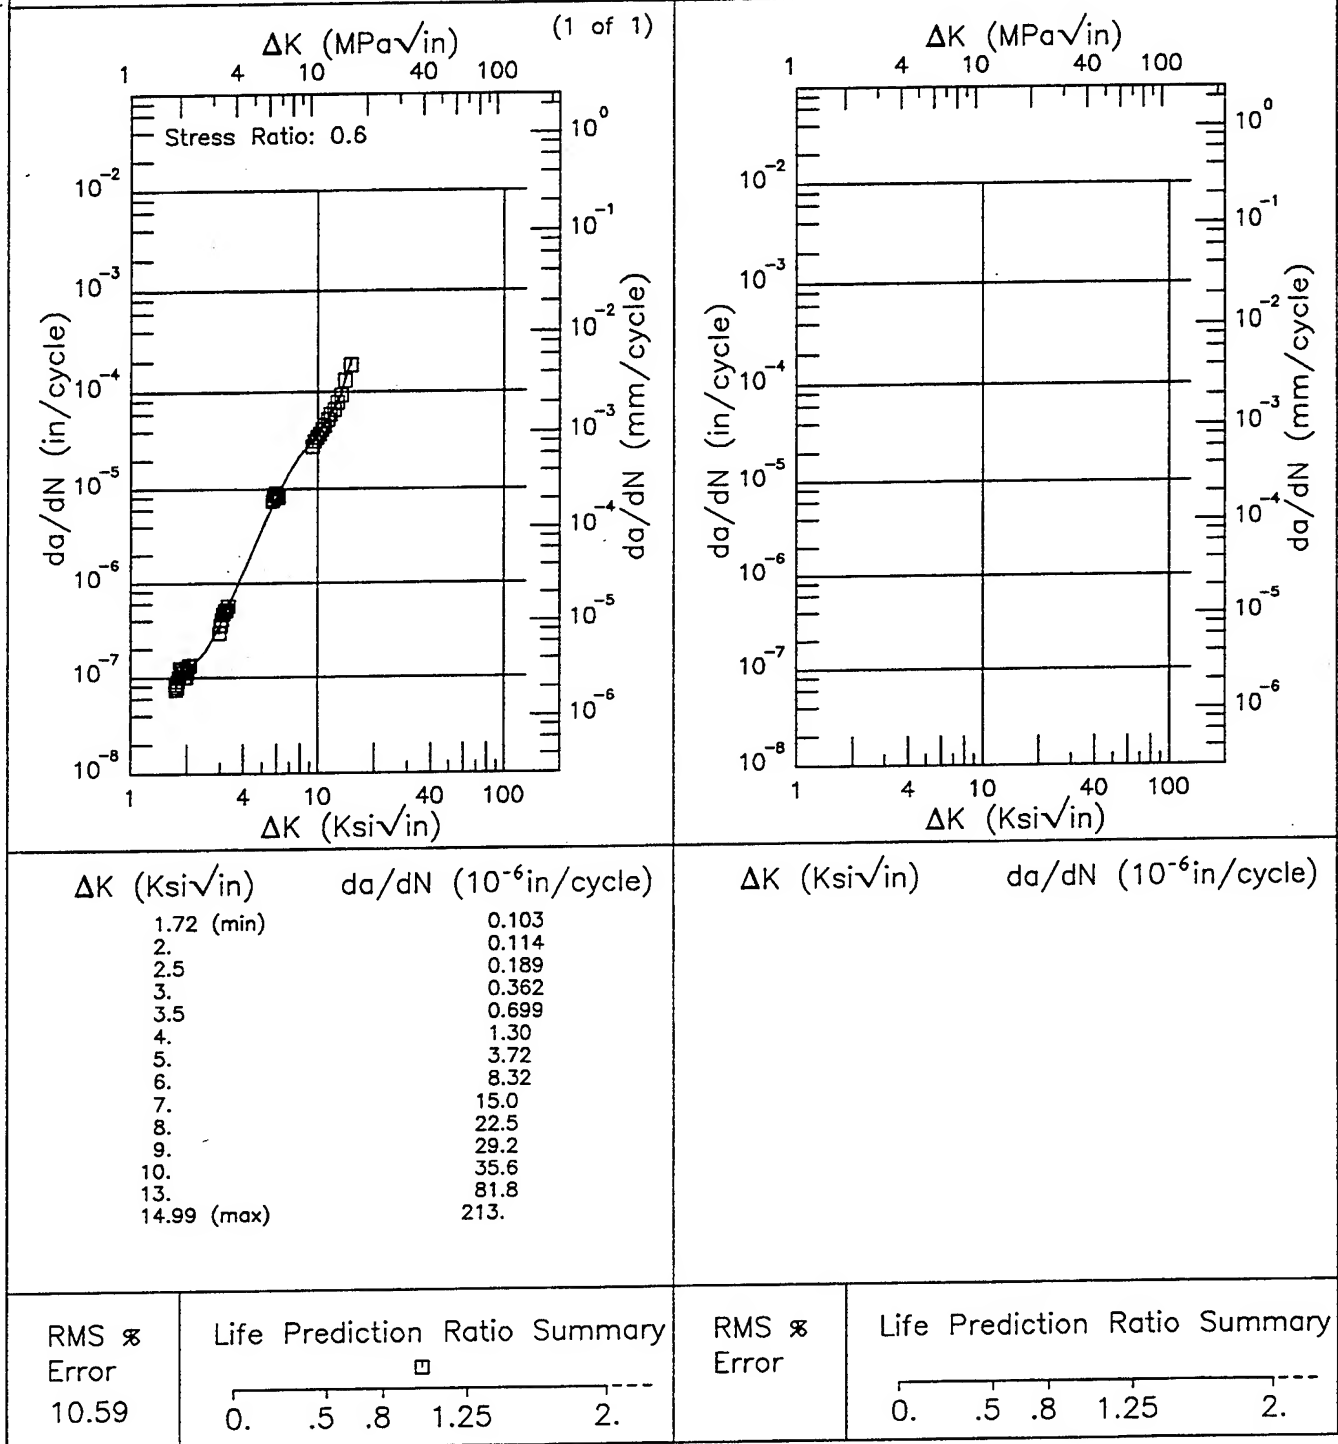 (1 of 1)
ΔK (MPa√in)
1 4 10 40 100
Stress Ratio: 0.6
da/dN (in/cycle)
10⁻²
10⁻³
10⁻⁴
10⁻⁵
10⁻⁶
10⁻⁷
10⁻⁸
10⁰
10⁻¹
10⁻²
10⁻³
10⁻⁴
10⁻⁵
10⁻⁶
da/dN (mm/cycle)
1 4 10 40 100
ΔK (Ksi√in)
ΔK (MPa√in)
1 4 10 40 100
da/dN (in/cycle)
10⁻²
10⁻³
10⁻⁴
10⁻⁵
10⁻⁶
10⁻⁷
10⁻⁸
10⁰
10⁻¹
10⁻²
10⁻³
10⁻⁴
10⁻⁵
10⁻⁶
da/dN (mm/cycle)
1 4 10 40 100
ΔK (Ksi√in)
ΔK (Ksi√in) da/dN (10⁻⁶in/cycle)
1.72 (min) 0.103
2. 0.114
2.5 0.189
3. 0.362
3.5 0.699
4. 1.30
5. 3.72
6. 8.32
7. 15.0
8. 22.5
9. 29.2
10. 35.6
13. 81.8
14.99 (max) 213.
ΔK (Ksi√in) da/dN (10⁻⁶in/cycle)
RMS %
Error
10.59
Life Prediction Ratio Summary
0. .5 .8 1.25 2.
RMS %
Error
Life Prediction Ratio Summary
0. .5 .8 1.25 2.